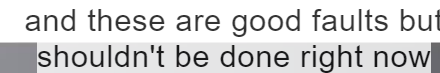 and these are good faults but
shouldn't be done right now